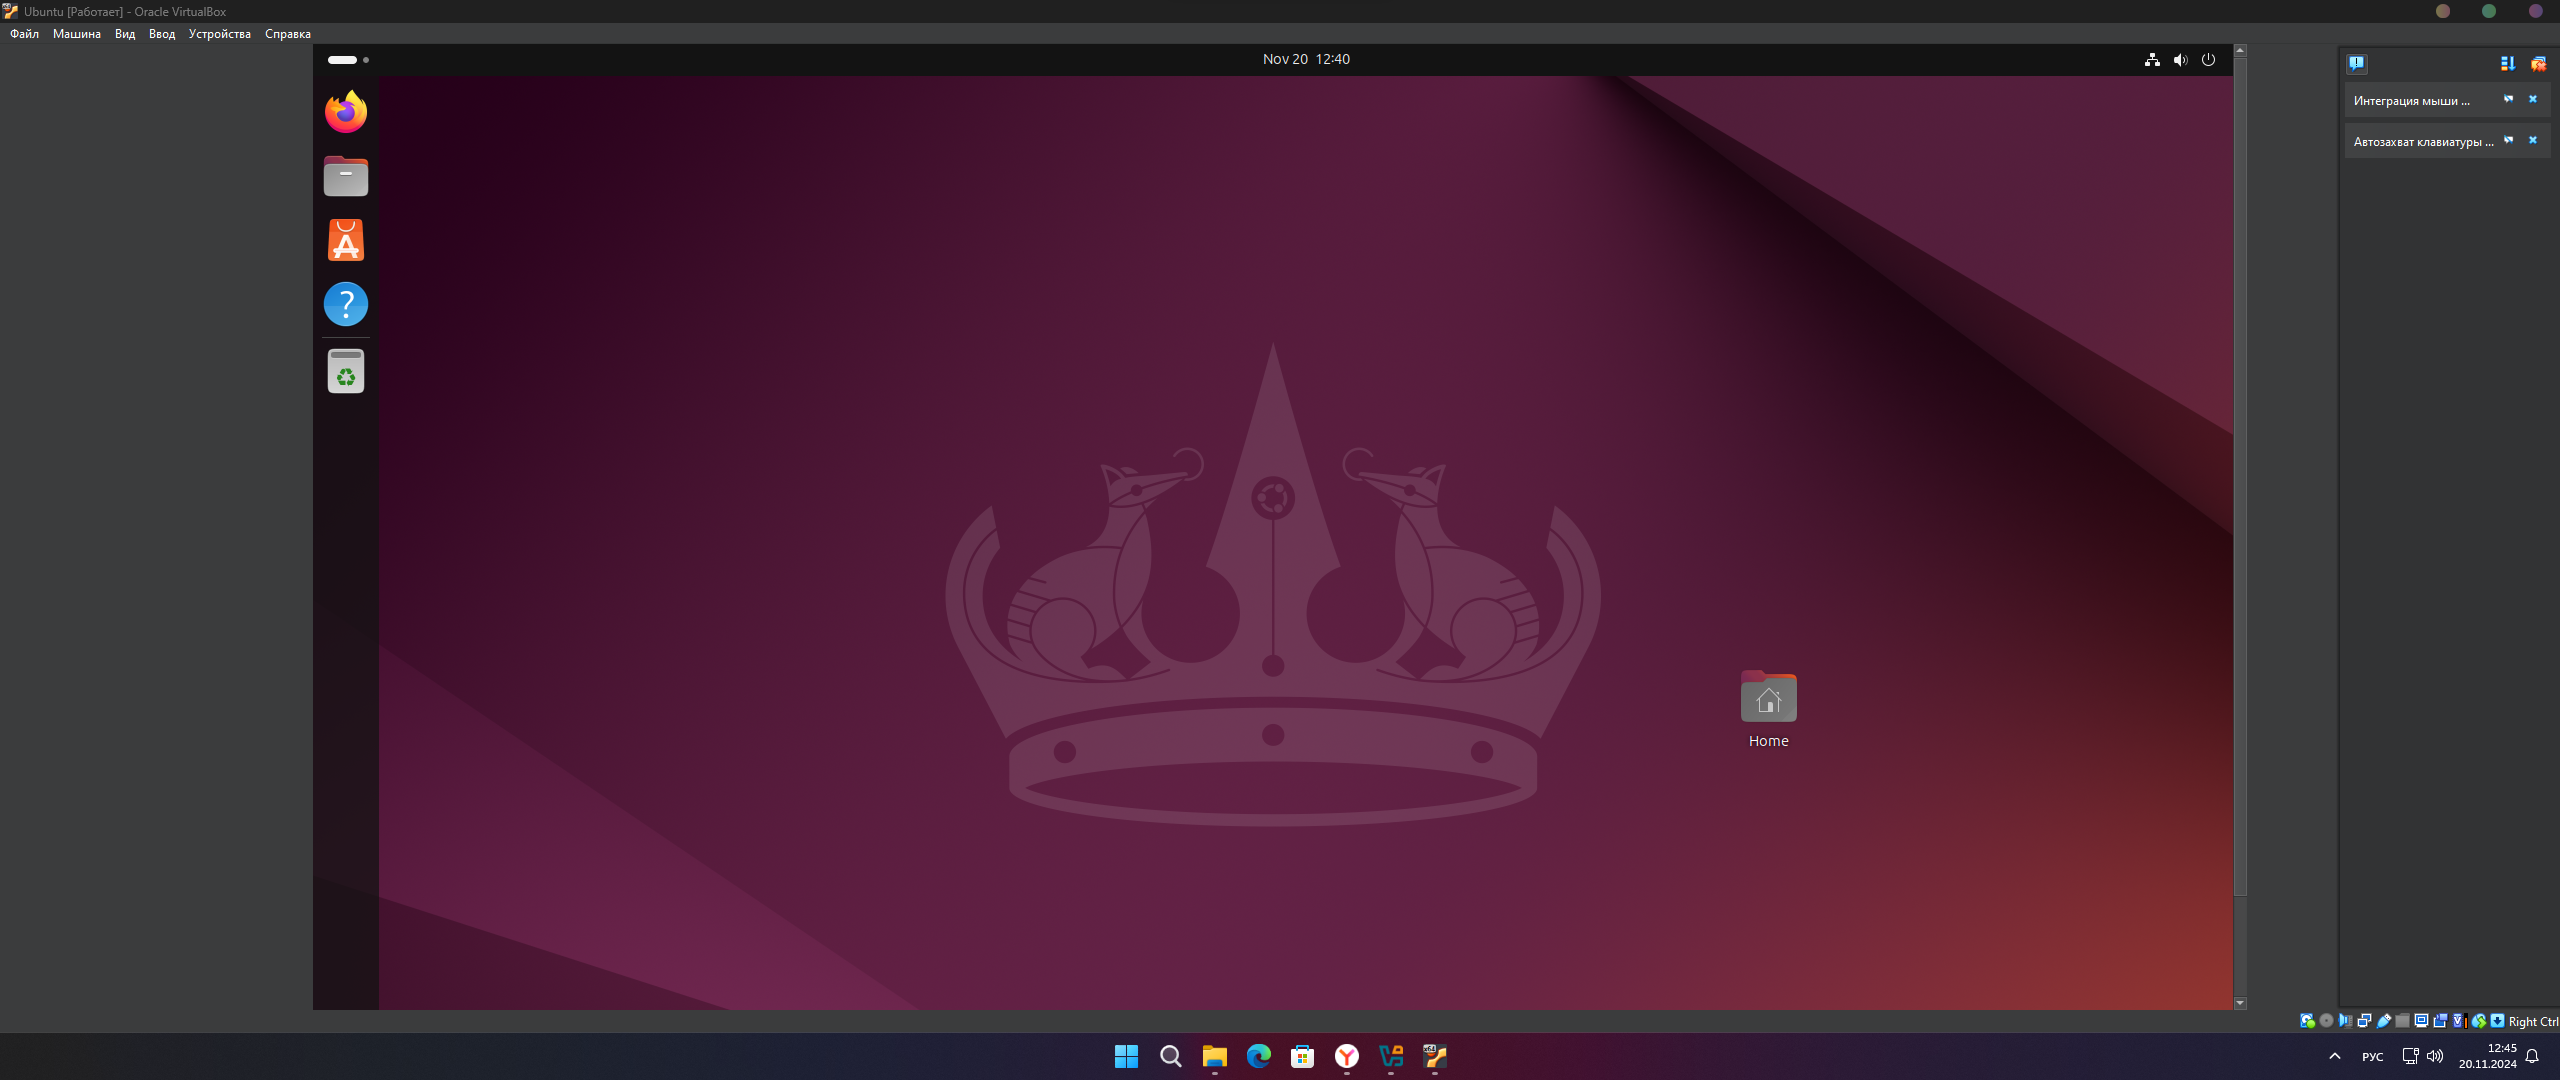 Ubuntu [Работает] - Oracle VirtualBox
Файл Машина Вид Ввод Устройства Справка
Nov 20 12:40
Интеграция мыши ...
Автозахват клавиатуры ...
Home
Right Ctrl
РУС
12:45
20.11.2024